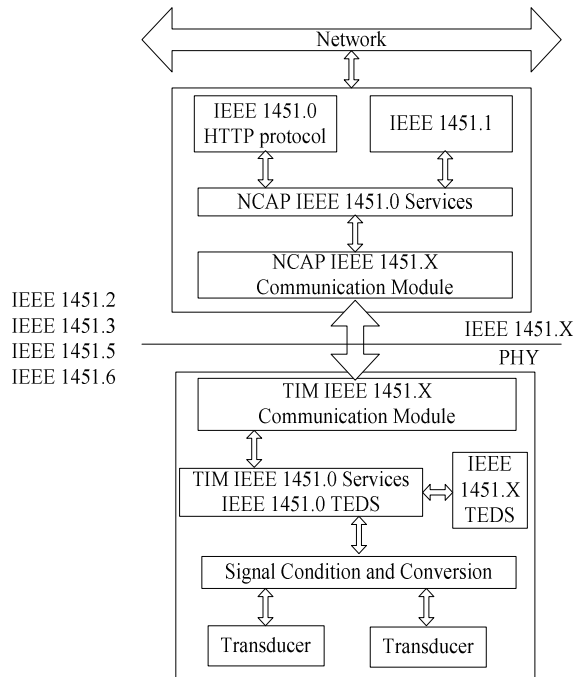 Network
IEEE 1451.0
HTTP protocol
IEEE 1451.1
NCAP IEEE 1451.0 Services
NCAP IEEE 1451.X
Communication Module
IEEE 1451.2
IEEE 1451.3
IEEE 1451.5
IEEE 1451.6
IEEE 1451.X
PHY
TIM IEEE 1451.X
Communication Module
TIM IEEE 1451.0 Services
IEEE 1451.0 TEDS
IEEE
1451.X
TEDS
Signal Condition and Conversion
Transducer
Transducer